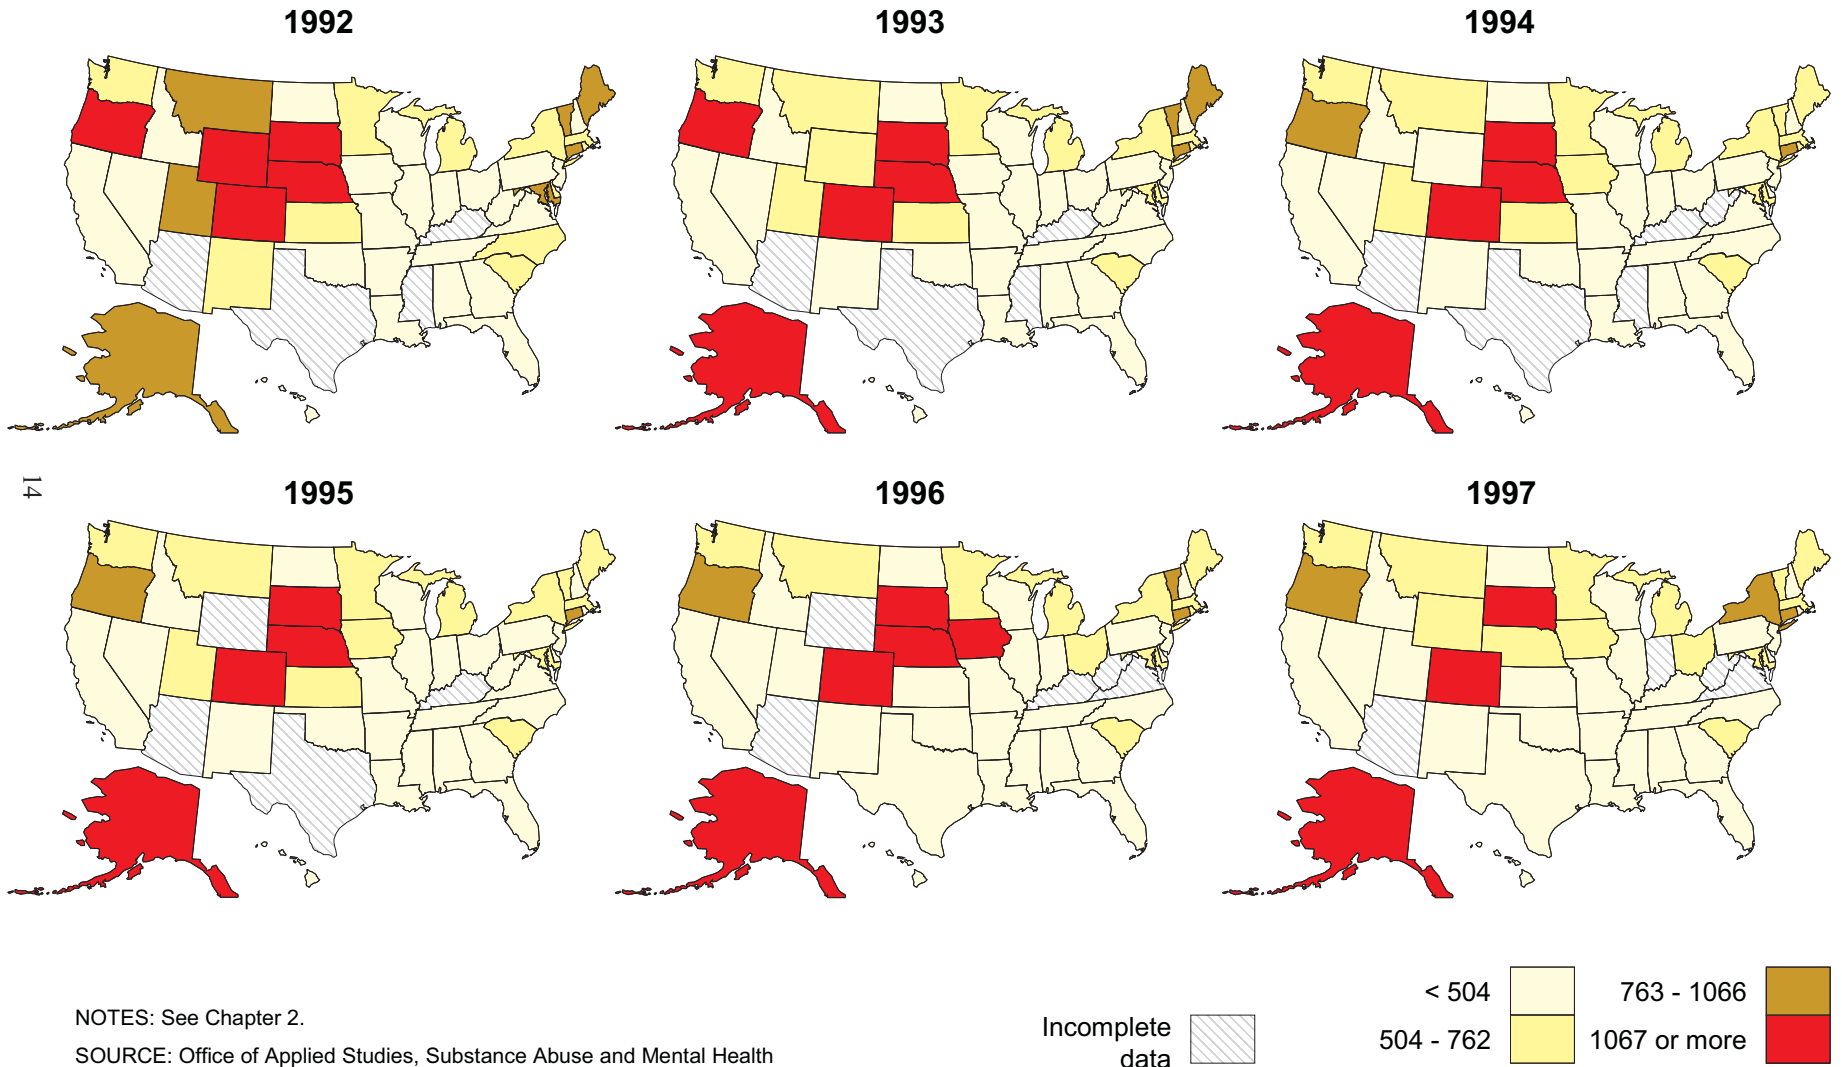 1992
1993
1994
14
1995
1996
1997
NOTES: See Chapter 2.
SOURCE: Office of Applied Studies, Substance Abuse and Mental Health
Incomplete
data
< 504
763 - 1066
504 - 762
1067 or more